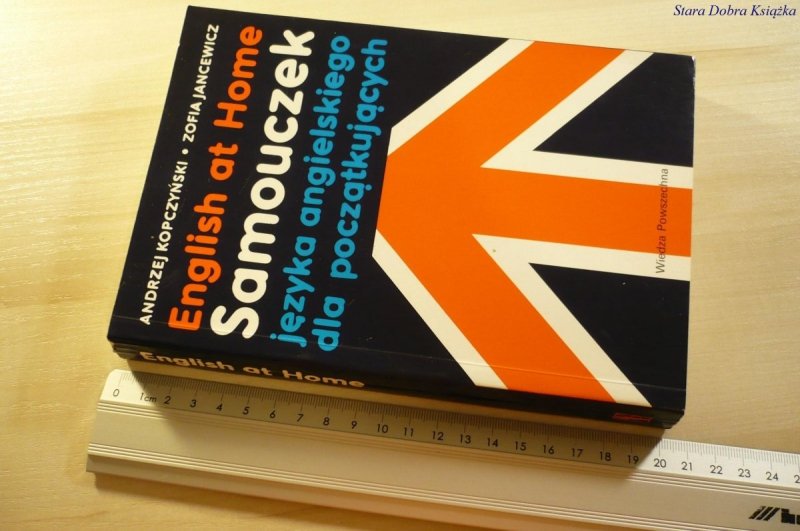 Stara Dobra Książka
ANDRZEJ KOPCZYŃSKI • ZOFIA JANCEWICZ
English at Home
Samouczek
języka angielskiego
dla początkujących
Wiedza Powszechna
English at Home
0 1cm 2 3 4 5 6 7 8 9 10 11 12 13 14 15 16 17 18 19 20 21 22 23 24